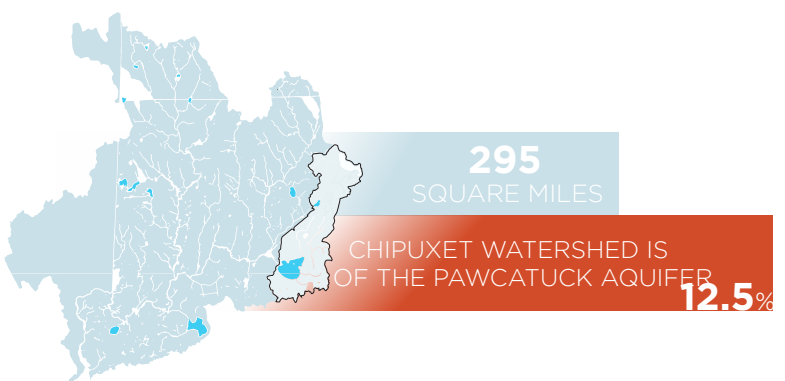 295
SQUARE MILES
CHIPUXET WATERSHED IS
OF THE PAWCATUCK AQUIFER
12.5%